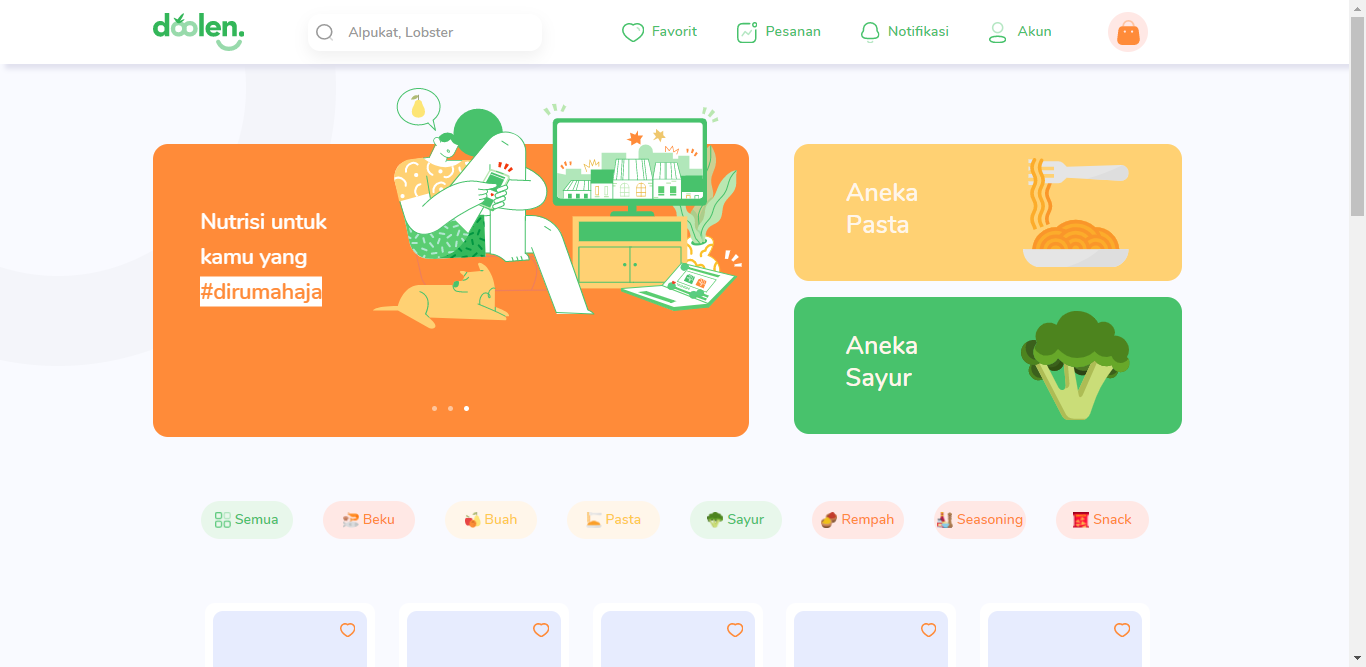 doolen.
Alpukat, Lobster
Favorit
Pesanan
Notifikasi
Akun
Nutrisi untuk
kamu yang
#dirumahaja
Aneka
Pasta
Aneka
Sayur
Semua
Beku
Buah
Pasta
Sayur
Rempah
Seasoning
Snack